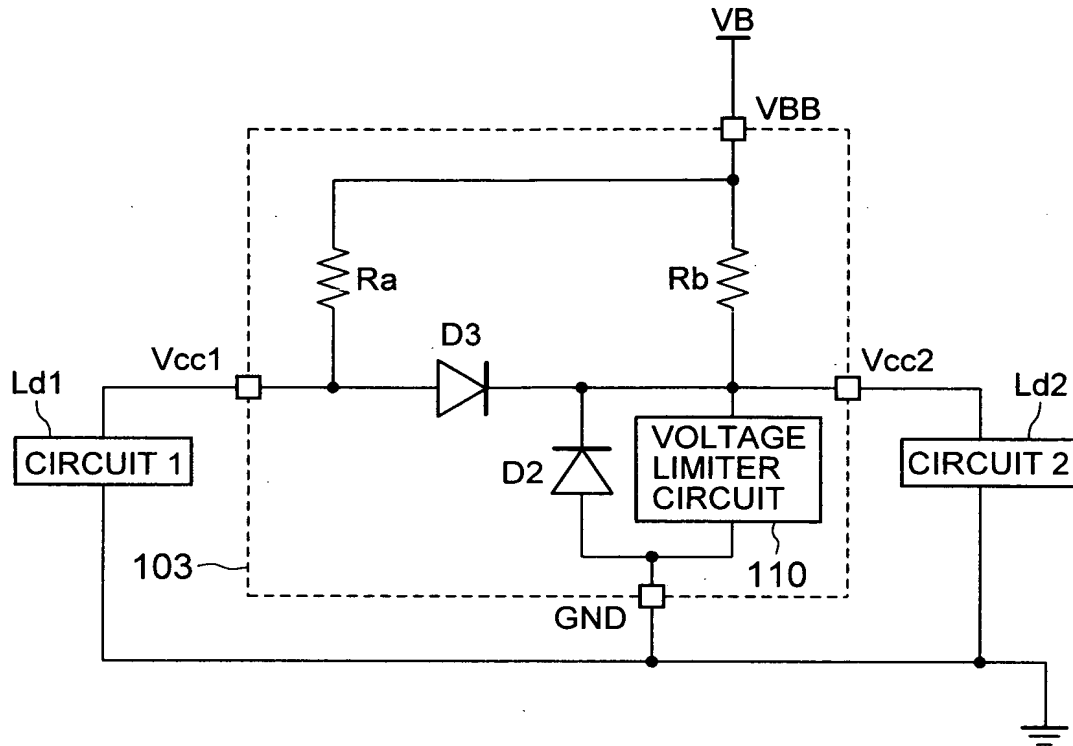 VB
VBB
Ra
Rb
D3
Vcc1
Vcc2
Ld1
Ld2
CIRCUIT 1
VOLTAGE
LIMITER
CIRCUIT
CIRCUIT 2
D2
103
110
GND